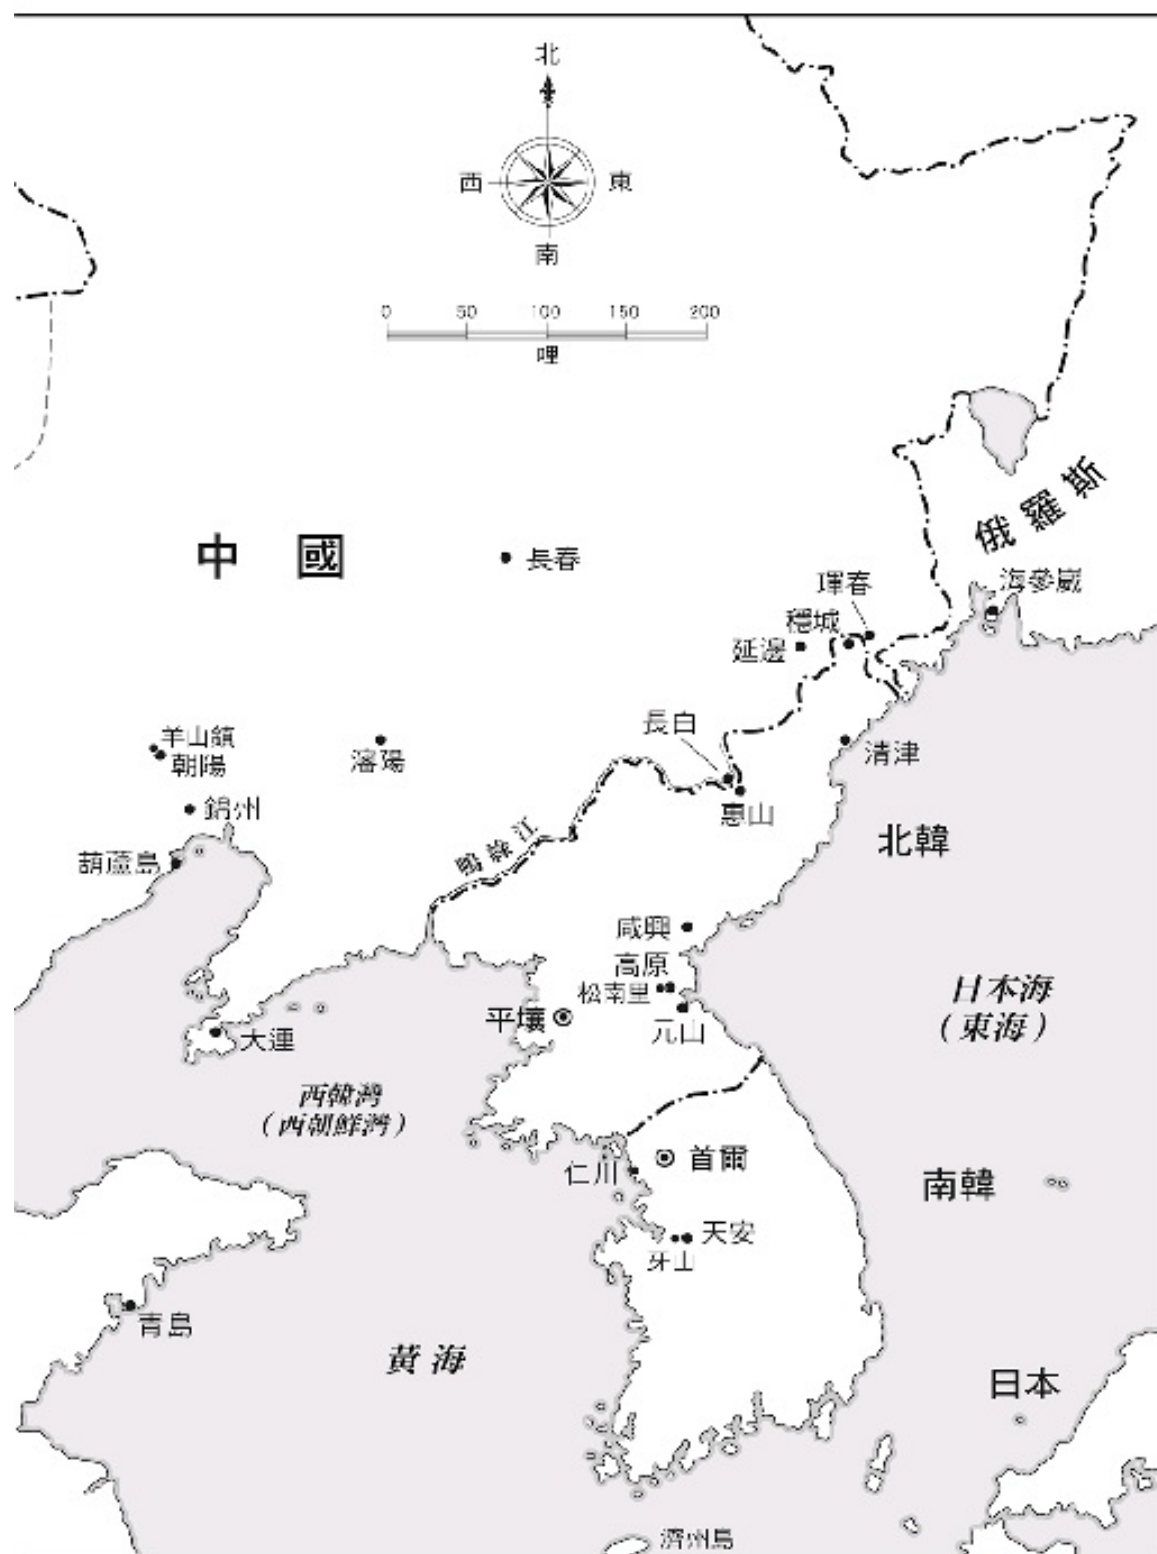 北
西
東
南
0 50 100 150 200
哩
俄羅斯
中國
長春
海參崴
琿春
穩城
延邊
長白
羊山鎮
朝陽
瀋陽
清津
惠山
錦州
鴨綠江
北韓
葫蘆島
咸興
高原
松南里
日本海
(東海)
平壤
元山
大連
西韓灣
(西朝鮮灣)
首爾
仁川
南韓
天安
牙山
青島
黃海
日本
濟州島